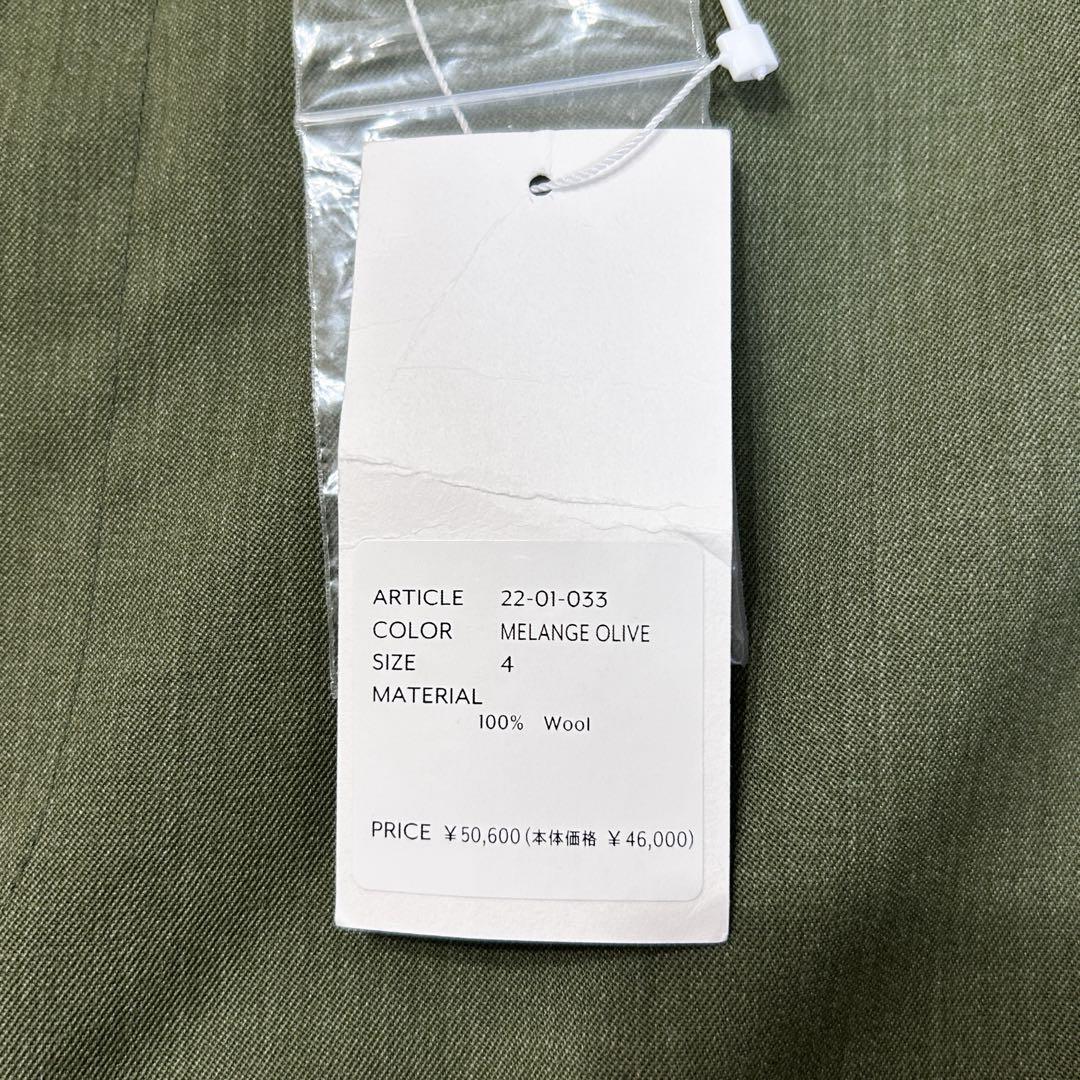 ARTICLE 22-01-033
COLOR MELANGE OLIVE
SIZE 4
MATERIAL
100% Wool
PRICE ¥50,600(本体価格 ¥46,000)